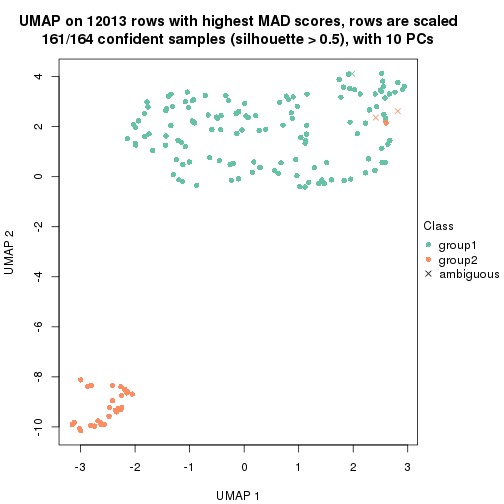 UMAP on 12013 rows with highest MAD scores, rows are scaled
161/164 confident samples (silhouette > 0.5), with 10 PCs
4
2
0
-2
-4
-6
-8
-10
UMAP 2
-3
-2
-1
0
1
2
3
UMAP 1
Class
group1
group2
ambiguous